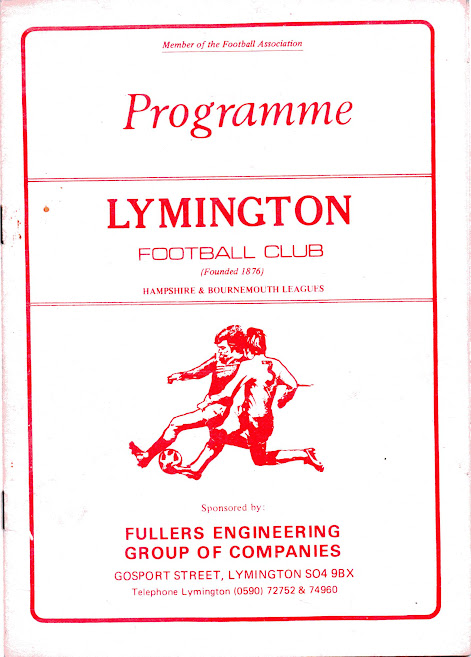 Member of the Football Association
Programme
LYMINGTON
FOOTBALL CLUB
(Founded 1876)
HAMPSHIRE & BOURNEMOUTH LEAGUES
Sponsored by:
FULLERS ENGINEERING
GROUP OF COMPANIES
GOSPORT STREET, LYMINGTON SO4 9BX
Telephone Lymington (0590) 72752 & 74960